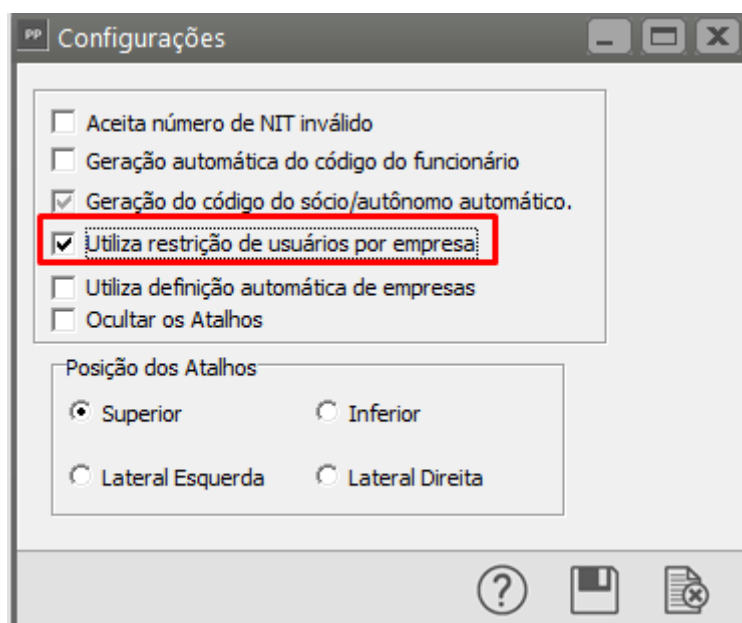 PP Configurações
Aceita número de NIT inválido
Geração automática do código do funcionário
Geração do código do sócio/autônomo automático.
Utiliza restrição de usuários por empresa
Utiliza definição automática de empresas
Ocultar os Atalhos
Posição dos Atalhos
Superior Inferior
Lateral Esquerda Lateral Direita
?